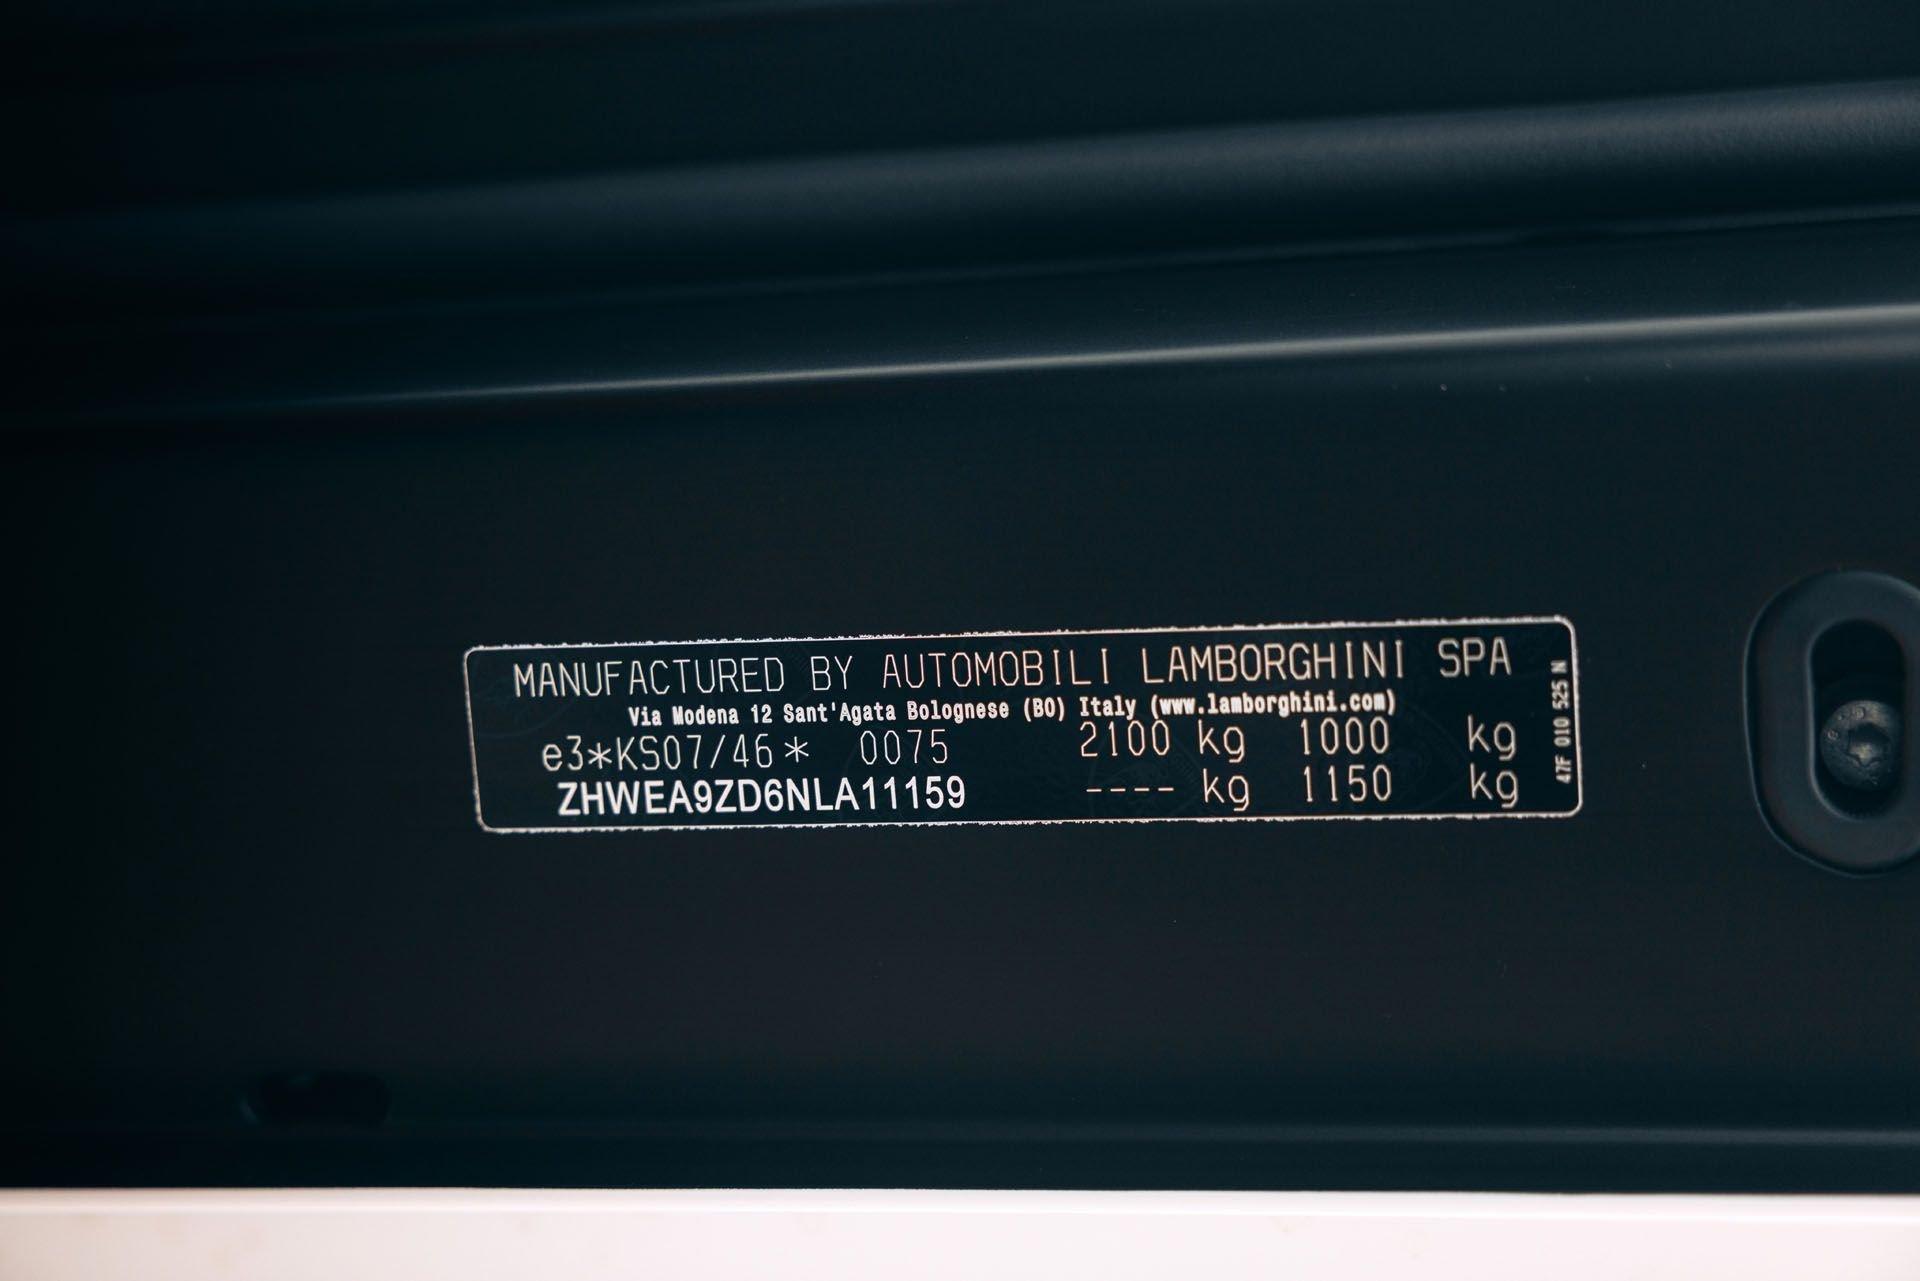 MANUFACTURED BY AUTOMOBILI LAMBORGHINI SPA
Via Modena 12 Sant'Agata Bolognese (BO) Italy (www.lamborghini.com)
e3*KS07/46* 0075 2100 kg 1000 kg
ZHWEA9ZD6NLA11159 ---- kg 1150 kg
47F 010 525 N